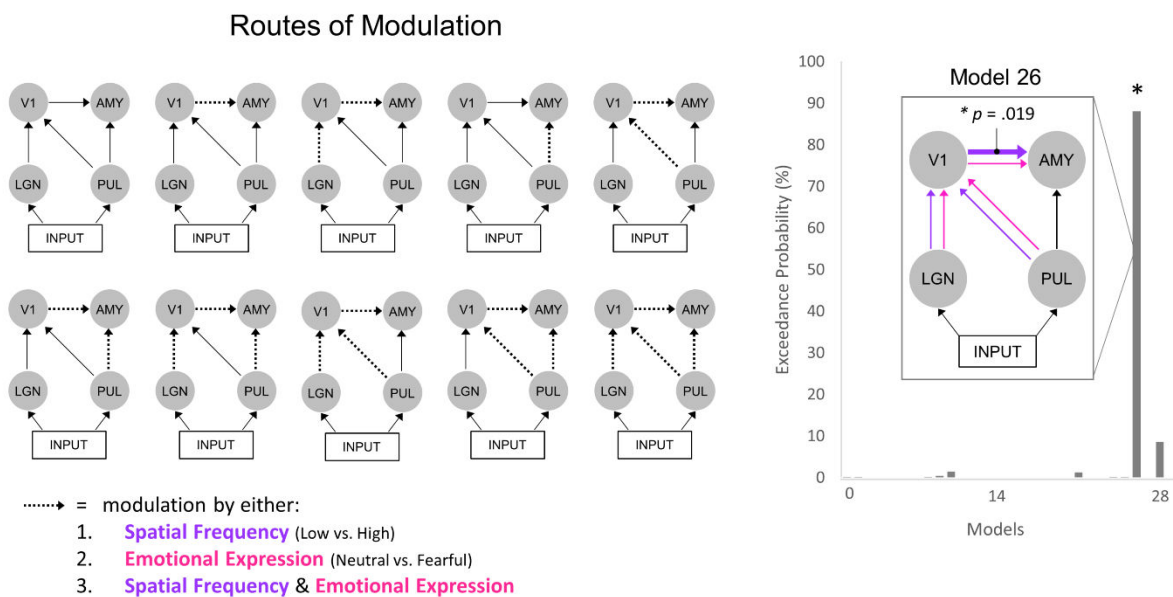 Routes of Modulation
V1 AMY V1 AMY V1 AMY V1 AMY V1 AMY
LGN PUL LGN PUL LGN PUL LGN PUL LGN PUL
INPUT INPUT INPUT INPUT INPUT
V1 AMY V1 AMY V1 AMY V1 AMY V1 AMY
LGN PUL LGN PUL LGN PUL LGN PUL LGN PUL
INPUT INPUT INPUT INPUT INPUT
= modulation by either:
1. Spatial Frequency (Low vs. High)
2. Emotional Expression (Neutral vs. Fearful)
3. Spatial Frequency & Emotional Expression
Exceedance Probability (%)
100
90
80
70
60
50
40
30
20
10
0
Model 26
*
* p = .019
V1 AMY
LGN PUL
INPUT
0 14 28
Models